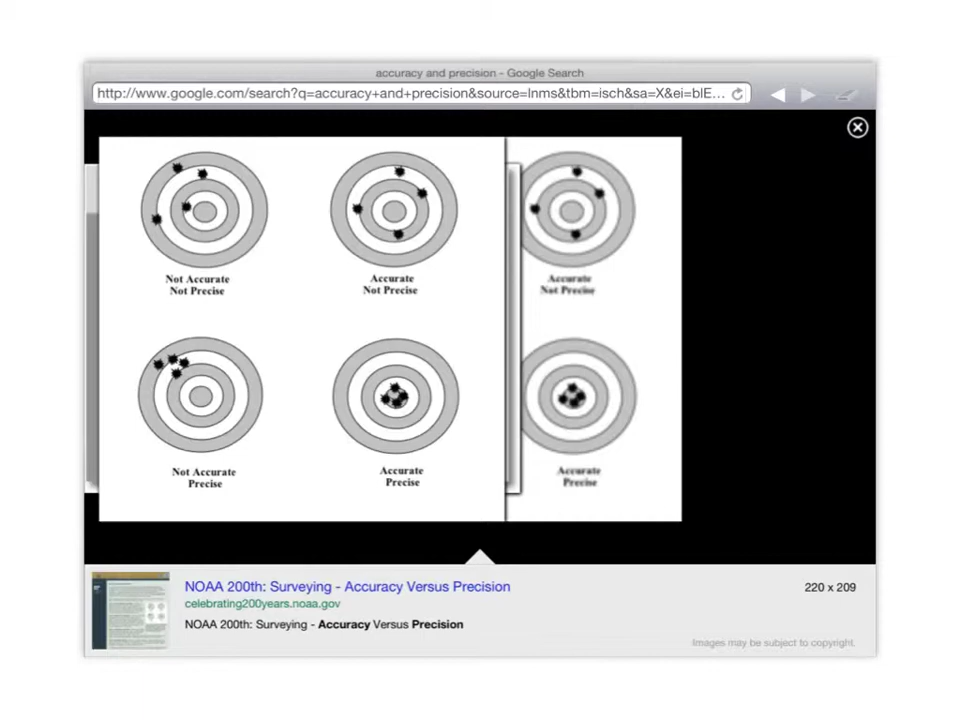 accuracy and precision - Google Search
http://www.google.com/search?q=accuracy+and+precision&source=lnms&tbm=isch&sa=X&ei=blE...
Not Accurate
Not Precise
Accurate
Not Precise
Accurate
Not Precise
Not Accurate
Precise
Accurate
Precise
Accurate
Precise
NOAA 200th: Surveying - Accuracy Versus Precision
220 x 209
celebrating200years.noaa.gov
NOAA 200th: Surveying - Accuracy Versus Precision
Images may be subject to copyright.